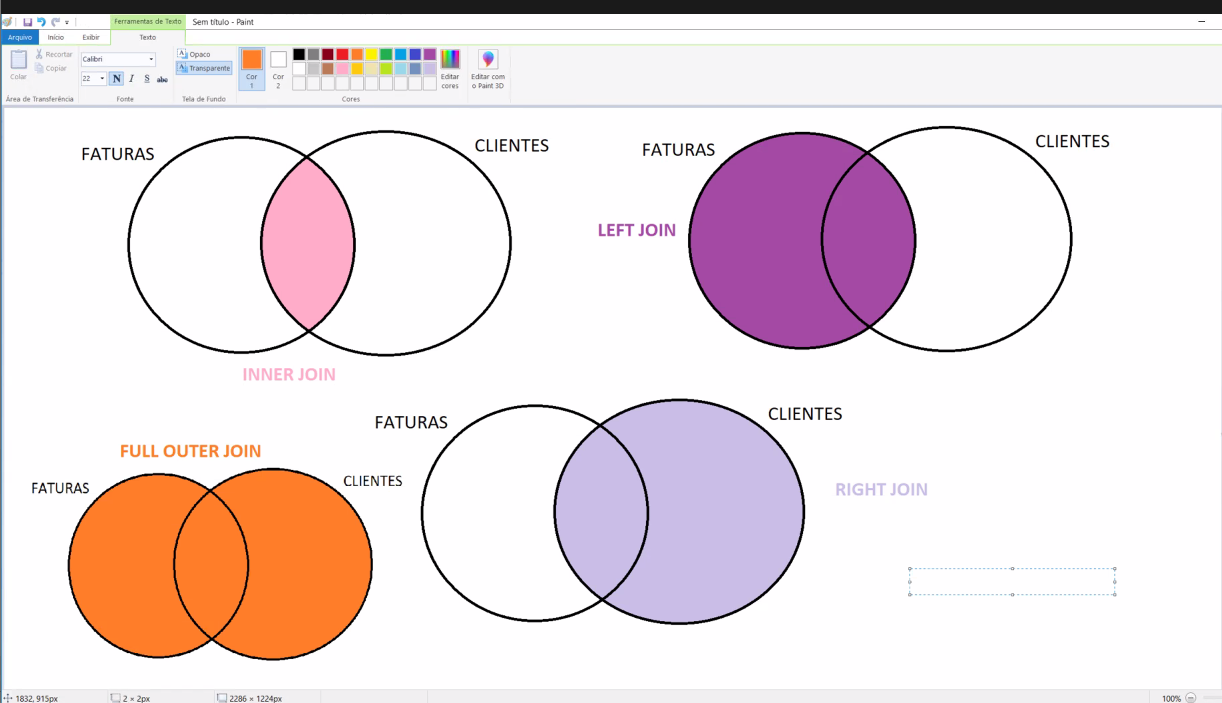 Sem título - Paint
Ferramentas de Texto
Arquivo
Início
Exibir
Texto
Colar
Recortar
Copiar
Área de Transferência
Calibri
22
N
I
S
abc
Fonte
Opaco
Transparente
Tela de Fundo
Cor
1
Cor
2
Cores
Editar
cores
Editar com
o Paint 3D
FATURAS
CLIENTES
INNER JOIN
FATURAS
CLIENTES
LEFT JOIN
FULL OUTER JOIN
FATURAS
CLIENTES
FATURAS
CLIENTES
RIGHT JOIN
1832, 915px
2 × 2px
2286 × 1224px
100%